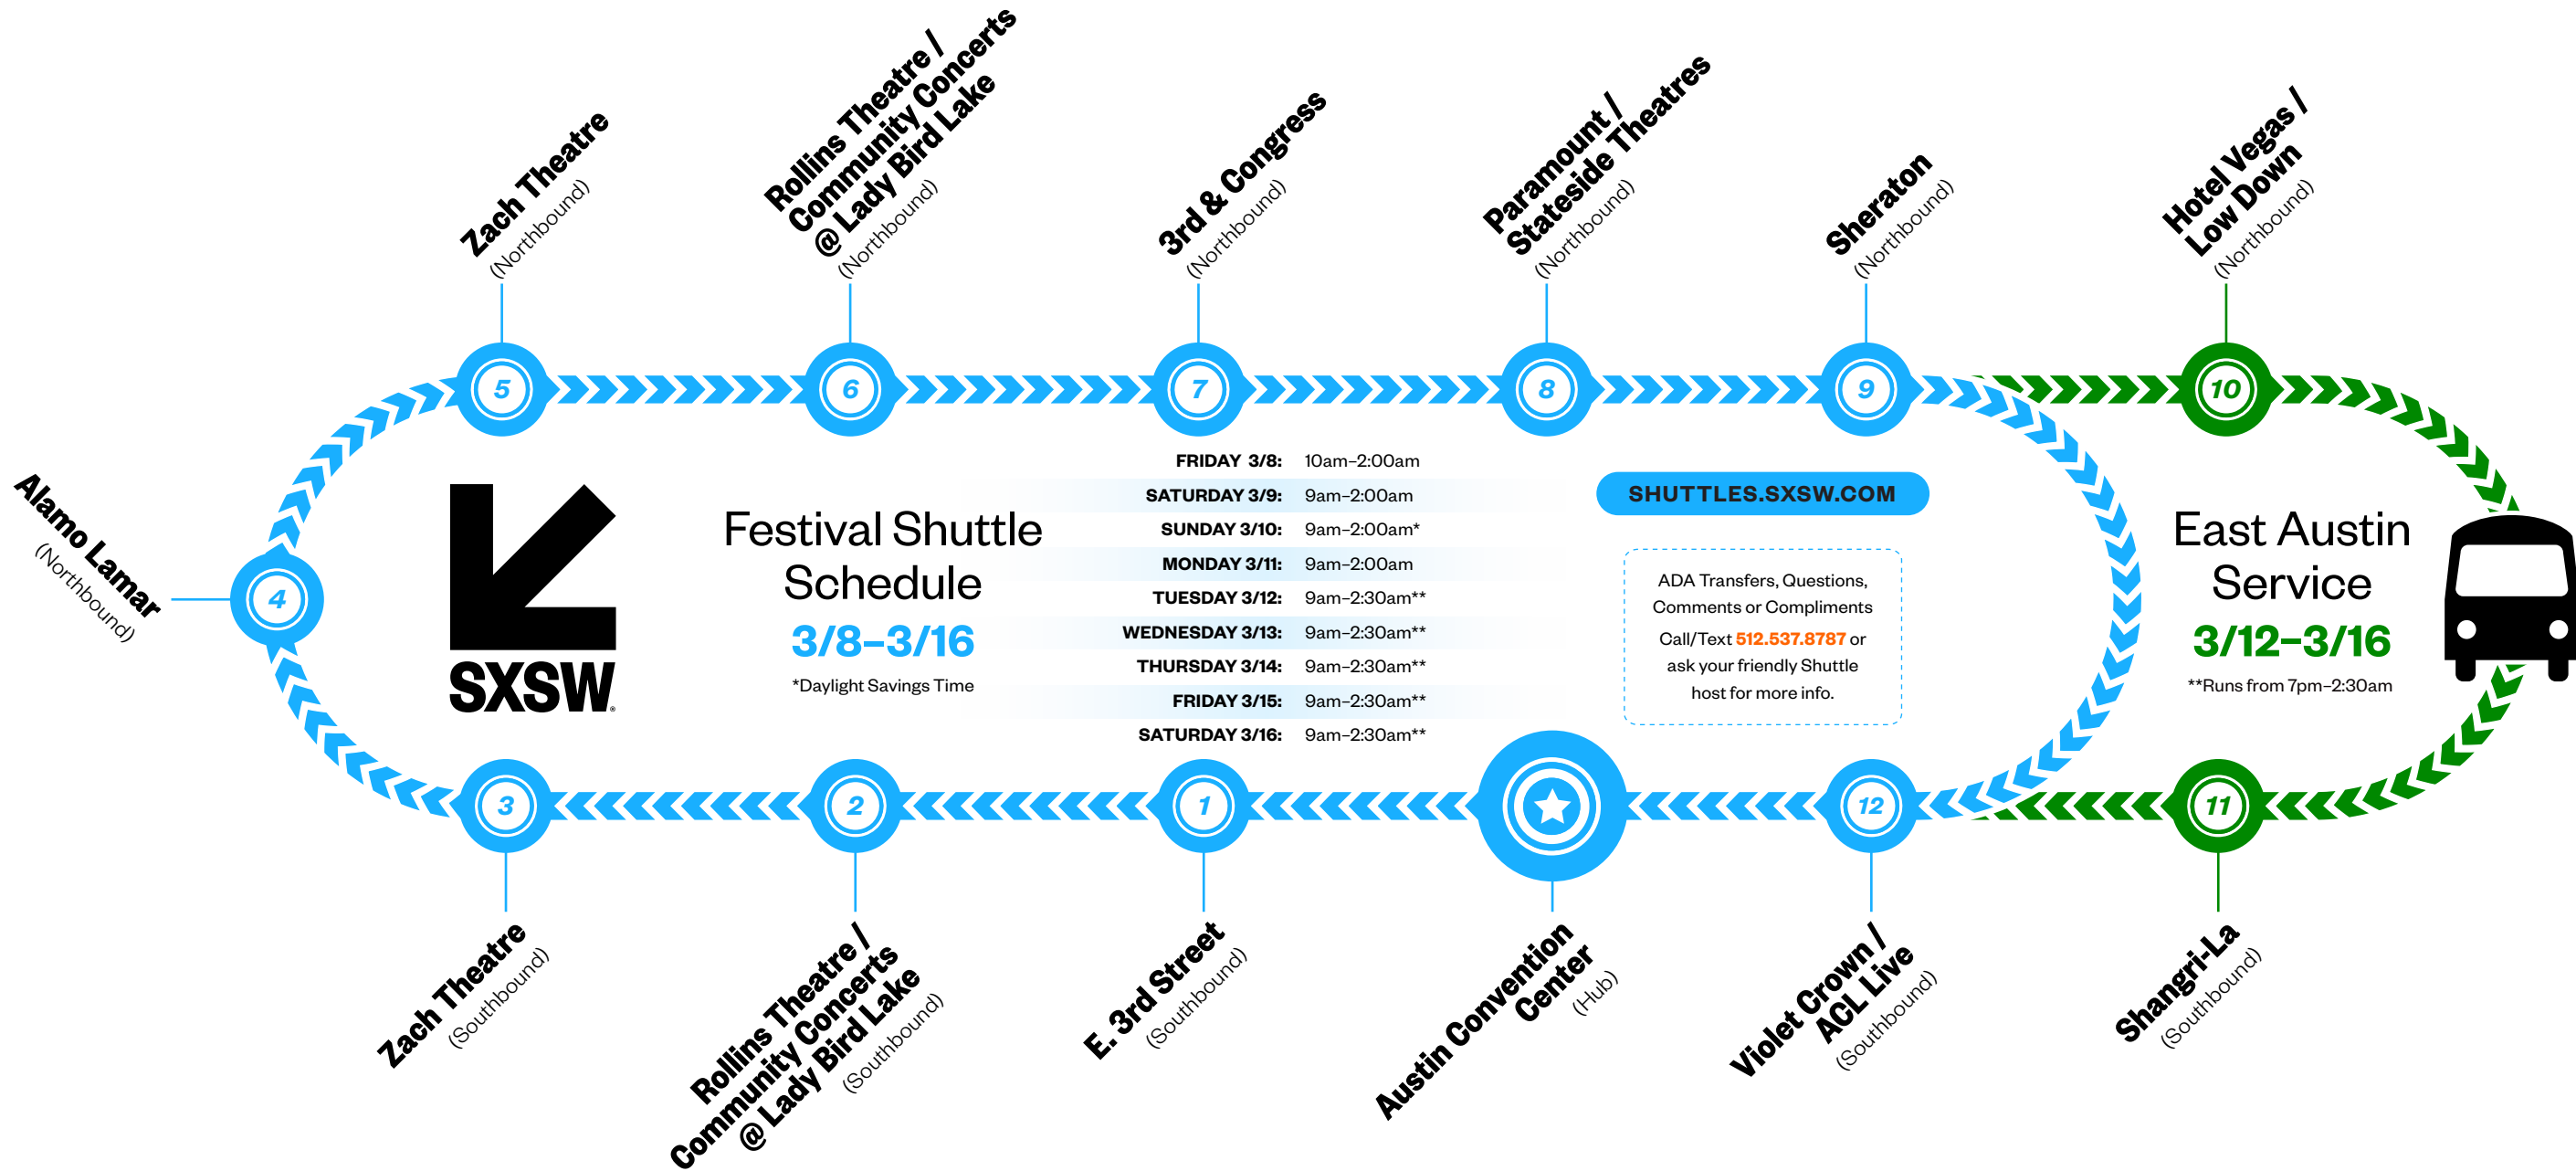 Zach Theatre
(Northbound)
Rollins Theatre /
Community Concerts
@ Lady Bird Lake
(Northbound)
3rd & Congress
(Northbound)
Paramount /
Stateside Theatres
(Northbound)
Sheraton
(Northbound)
Hotel Vegas /
Low Down
(Northbound)
5
6
7
8
9
10
Alamo Lamar
(Northbound)
4
SXSW®
Festival Shuttle
Schedule
3/8–3/16
*Daylight Savings Time
FRIDAY 3/8: 10am–2:00am
SATURDAY 3/9: 9am–2:00am
SUNDAY 3/10: 9am–2:00am*
MONDAY 3/11: 9am–2:00am
TUESDAY 3/12: 9am–2:30am**
WEDNESDAY 3/13: 9am–2:30am**
THURSDAY 3/14: 9am–2:30am**
FRIDAY 3/15: 9am–2:30am**
SATURDAY 3/16: 9am–2:30am**
SHUTTLES.SXSW.COM
ADA Transfers, Questions,
Comments or Compliments
Call/Text 512.537.8787 or
ask your friendly Shuttle
host for more info.
East Austin
Service
3/12–3/16
**Runs from 7pm–2:30am
3
2
1
12
11
Zach Theatre
(Southbound)
Rollins Theatre /
Community Concerts
@ Lady Bird Lake
(Southbound)
E. 3rd Street
(Southbound)
Austin Convention
Center
(Hub)
Violet Crown /
ACL Live
(Southbound)
Shangri-La
(Southbound)